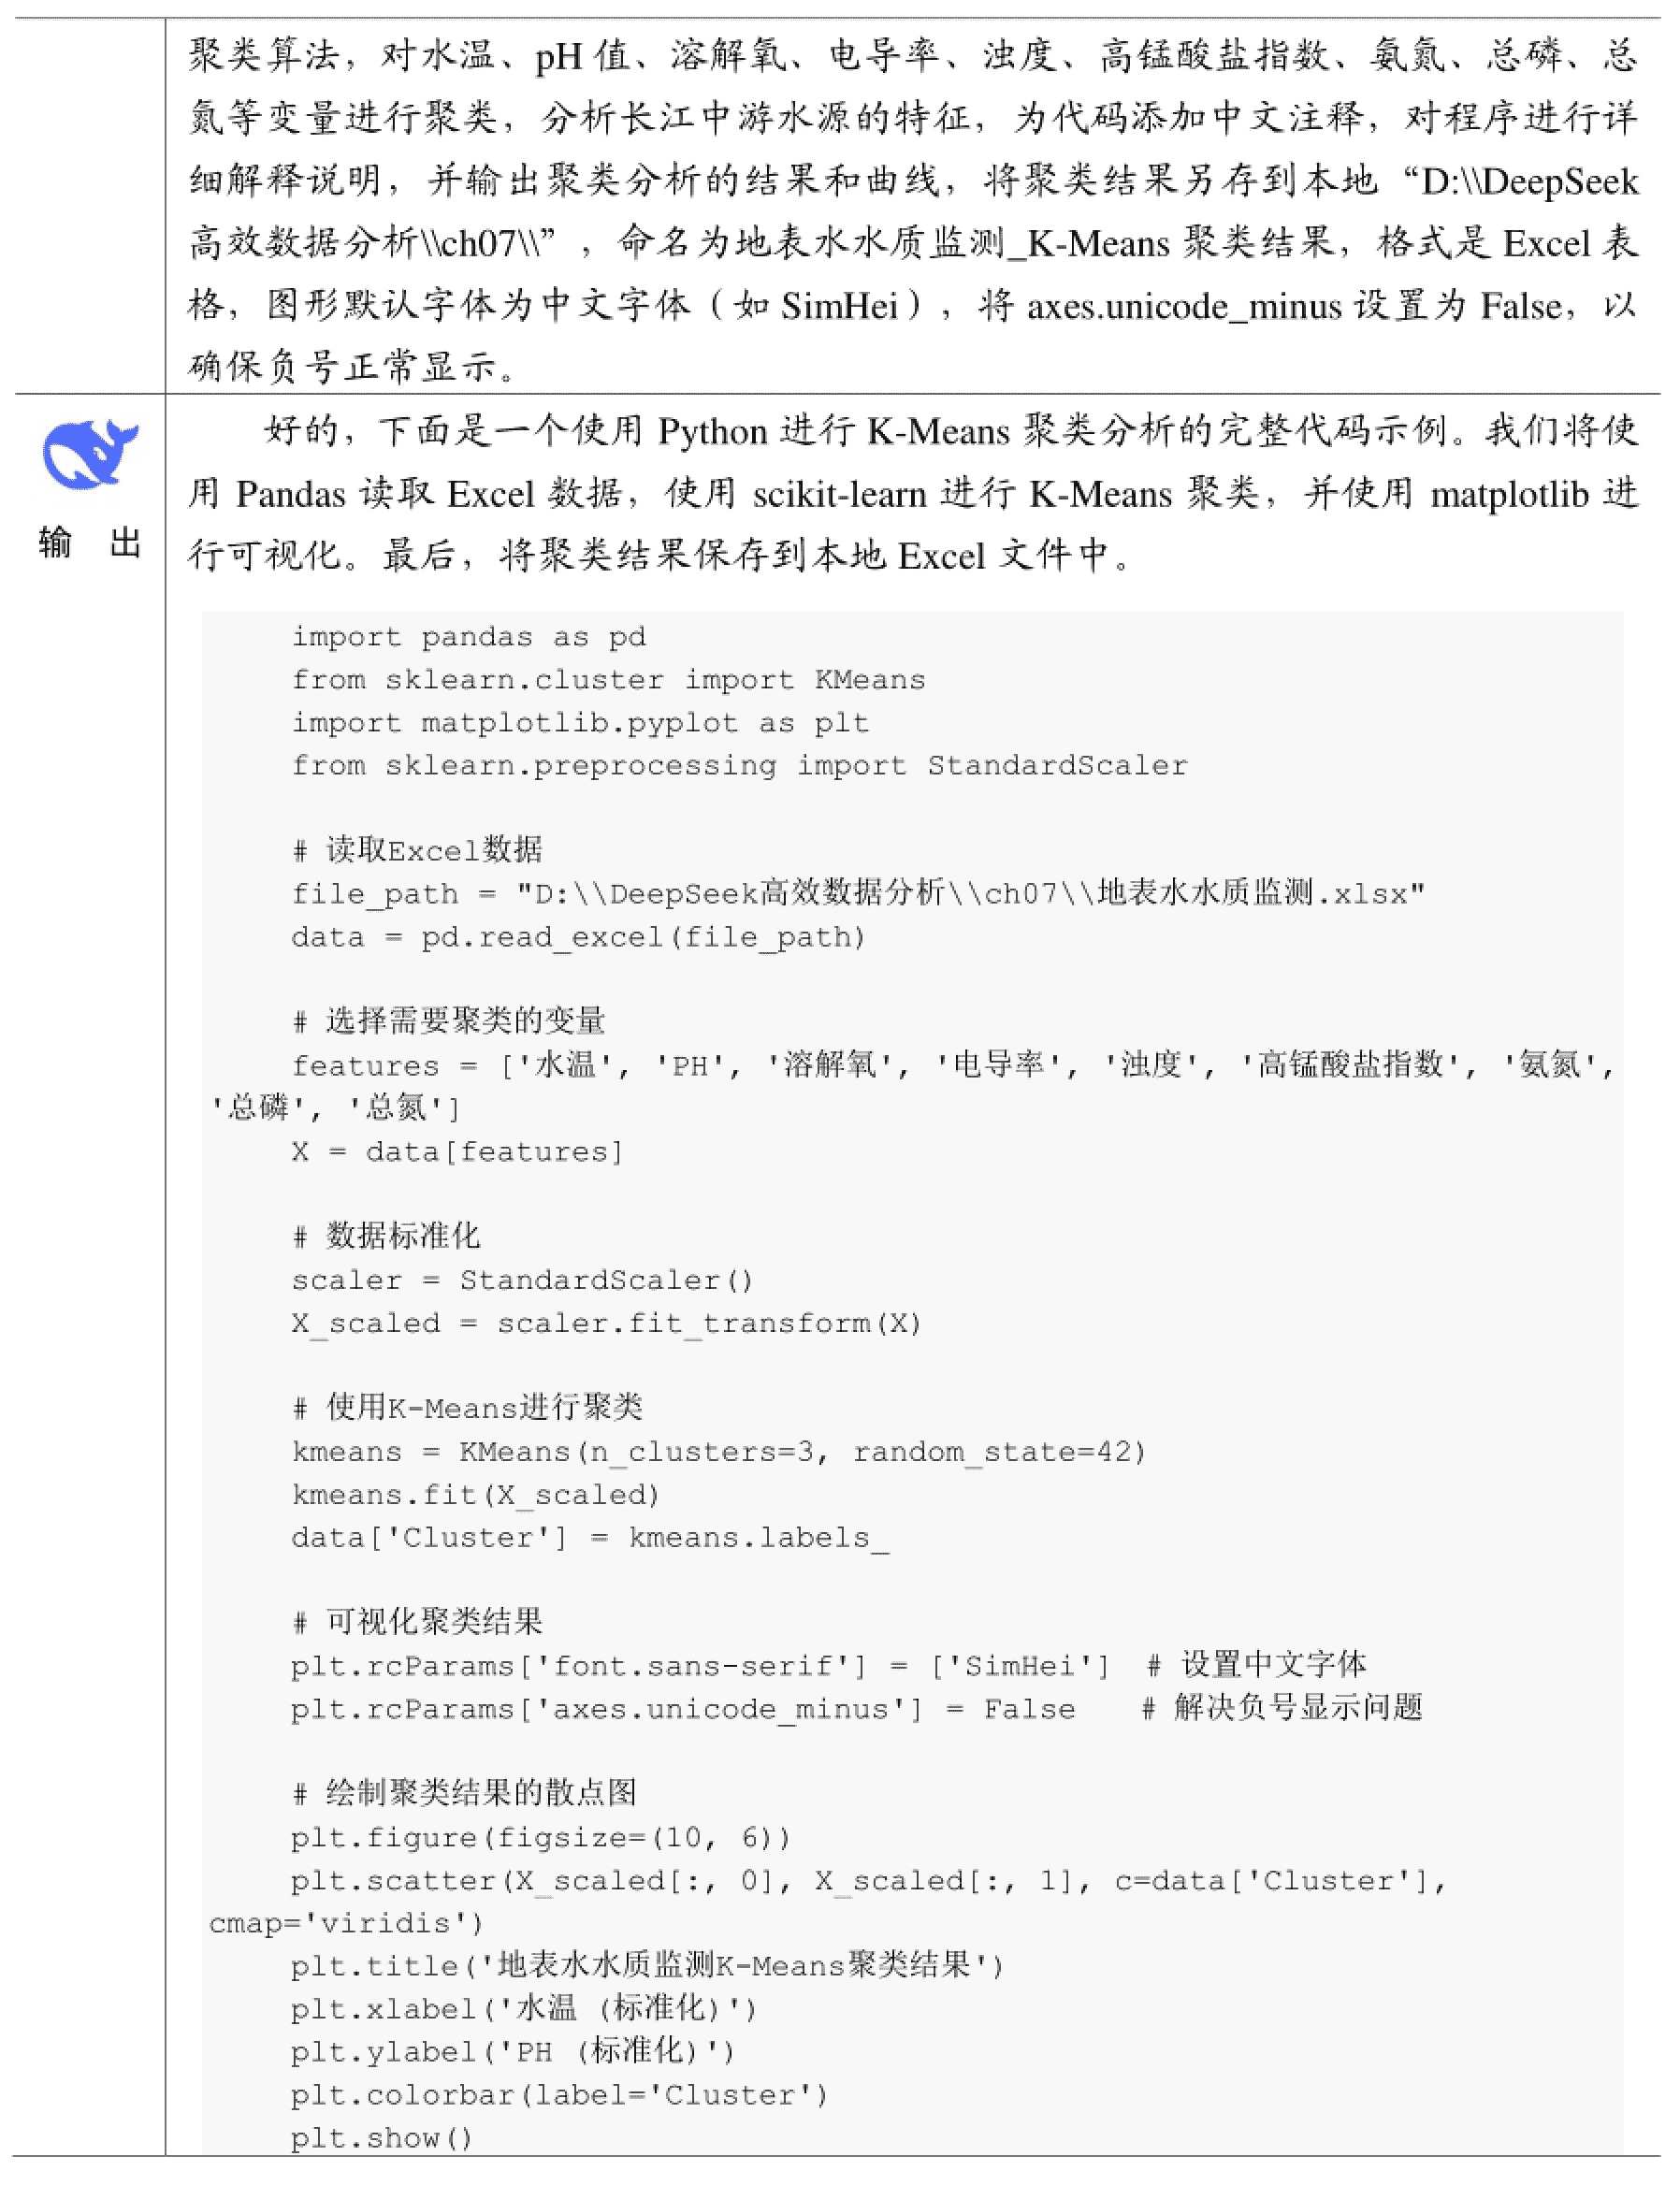 聚类算法，对水温、pH 值、溶解氧、电导率、浊度、高锰酸盐指数、氨氮、总磷、总
氮等变量进行聚类，分析长江中游水源的特征，为代码添加中文注释，对程序进行详
细解释说明，并输出聚类分析的结果和曲线，将聚类结果另存到本地“D:\\DeepSeek
高效数据分析\\ch07\\”，命名为地表水水质监测_K-Means 聚类结果，格式是 Excel 表
格，图形默认字体为中文字体（如 SimHei），将 axes.unicode_minus 设置为 False，以
确保负号正常显示。
输 出
好的，下面是一个使用 Python 进行 K-Means 聚类分析的完整代码示例。我们将使
用 Pandas 读取 Excel 数据，使用 scikit-learn 进行 K-Means 聚类，并使用 matplotlib 进
行可视化。最后，将聚类结果保存到本地 Excel 文件中。
import pandas as pd
from sklearn.cluster import KMeans
import matplotlib.pyplot as plt
from sklearn.preprocessing import StandardScaler
# 读取Excel数据
file_path = "D:\\DeepSeek高效数据分析\\ch07\\地表水水质监测.xlsx"
data = pd.read_excel(file_path)
# 选择需要聚类的变量
features = ['水温', 'PH', '溶解氧', '电导率', '浊度', '高锰酸盐指数', '氨氮',
'总磷', '总氮']
X = data[features]
# 数据标准化
scaler = StandardScaler()
X_scaled = scaler.fit_transform(X)
# 使用K-Means进行聚类
kmeans = KMeans(n_clusters=3, random_state=42)
kmeans.fit(X_scaled)
data['Cluster'] = kmeans.labels_
# 可视化聚类结果
plt.rcParams['font.sans-serif'] = ['SimHei']  # 设置中文字体
plt.rcParams['axes.unicode_minus'] = False    # 解决负号显示问题
# 绘制聚类结果的散点图
plt.figure(figsize=(10, 6))
plt.scatter(X_scaled[:, 0], X_scaled[:, 1], c=data['Cluster'],
cmap='viridis')
plt.title('地表水水质监测K-Means聚类结果')
plt.xlabel('水温 (标准化)')
plt.ylabel('PH (标准化)')
plt.colorbar(label='Cluster')
plt.show()